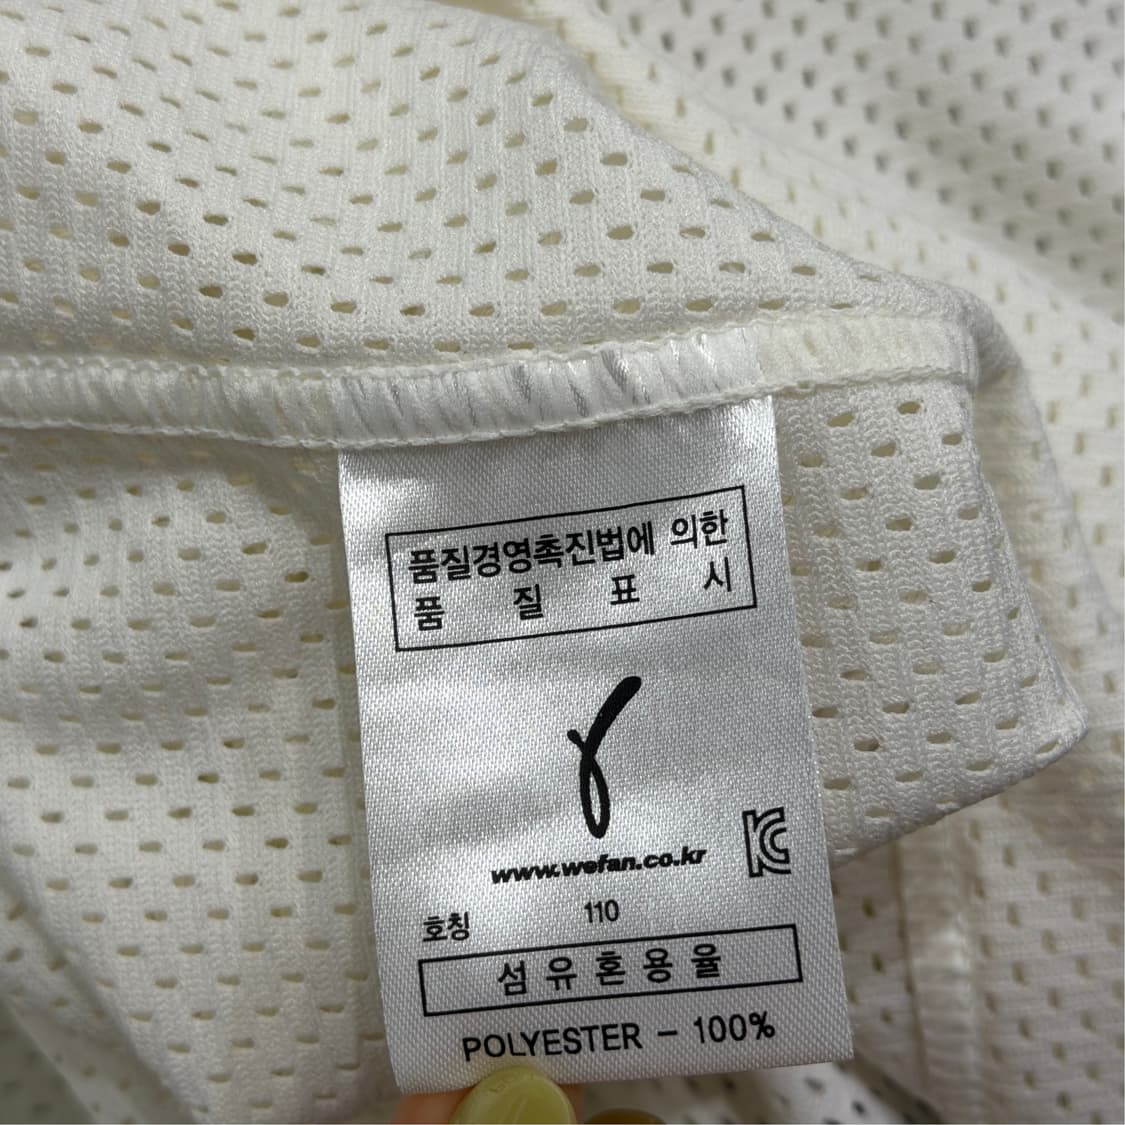 품질경영촉진법에 의한
품 질 표 시
www.wefan.co.kr
KC
호칭 110
섬유혼용율
POLYESTER - 100%